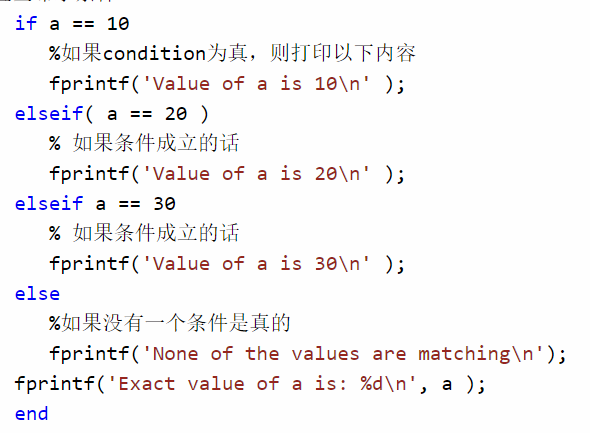 if a == 10
%如果condition为真，则打印以下内容
fprintf('Value of a is 10\n' );
elseif( a == 20 )
% 如果条件成立的话
fprintf('Value of a is 20\n' );
elseif a == 30
% 如果条件成立的话
fprintf('Value of a is 30\n' );
else
%如果没有一个条件是真的
fprintf('None of the values are matching\n');
fprintf('Exact value of a is: %d\n', a );
end